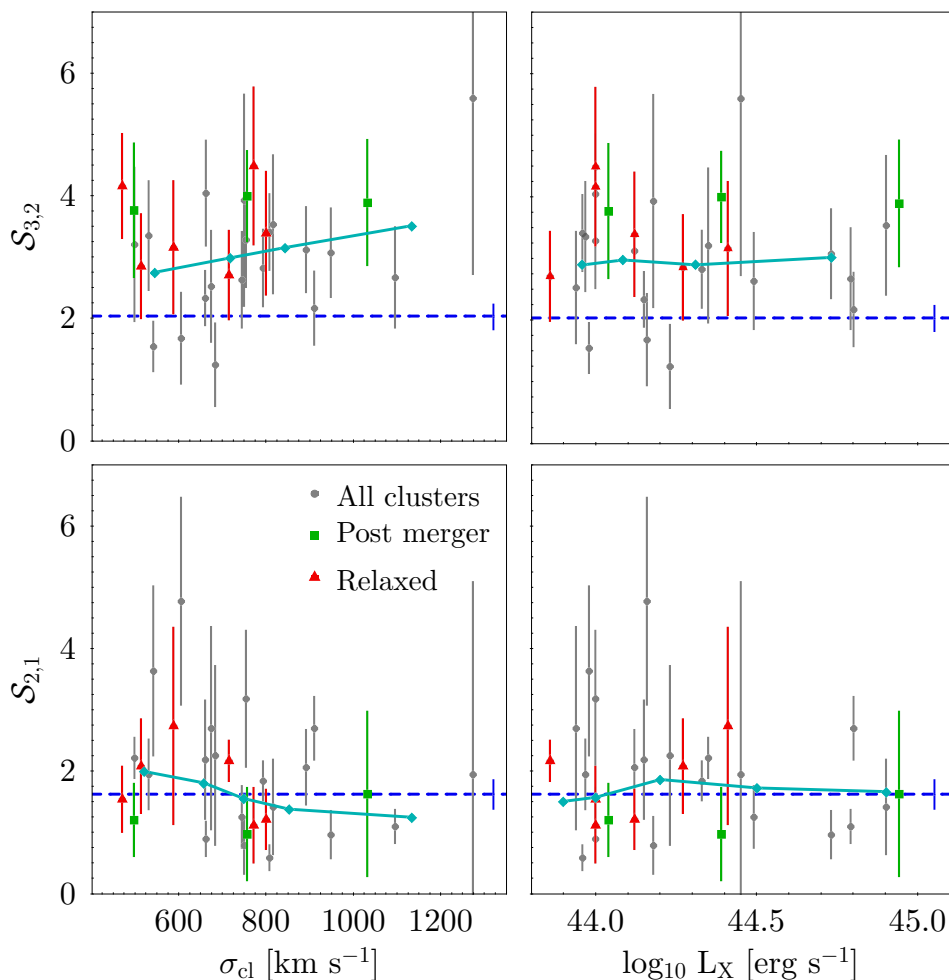 6
4
2
0
S3,2
6
4
2
0
S2,1
All clusters
Post merger
Relaxed
600 800 1000 1200
44.0 44.5 45.0
σcl [km s⁻¹]
log₁₀ LX [erg s⁻¹]